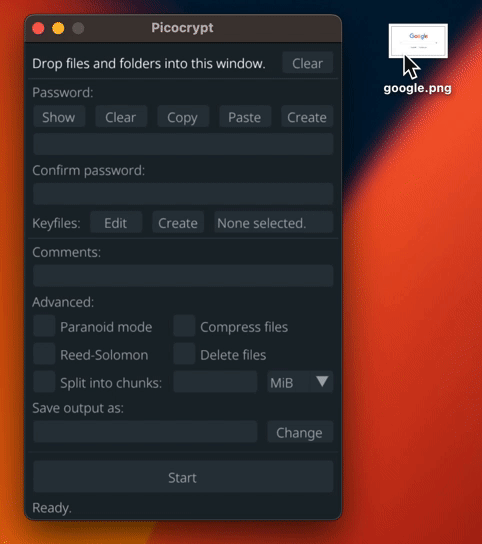 Picocrypt
Drop files and folders into this window. Clear
Password:
Show Clear Copy Paste Create
Confirm password:
Keyfiles: Edit Create None selected.
Comments:
Advanced:
Paranoid mode Compress files
Reed-Solomon Delete files
Split into chunks: MiB
Save output as:
Change
Start
Ready.
Google
google.png